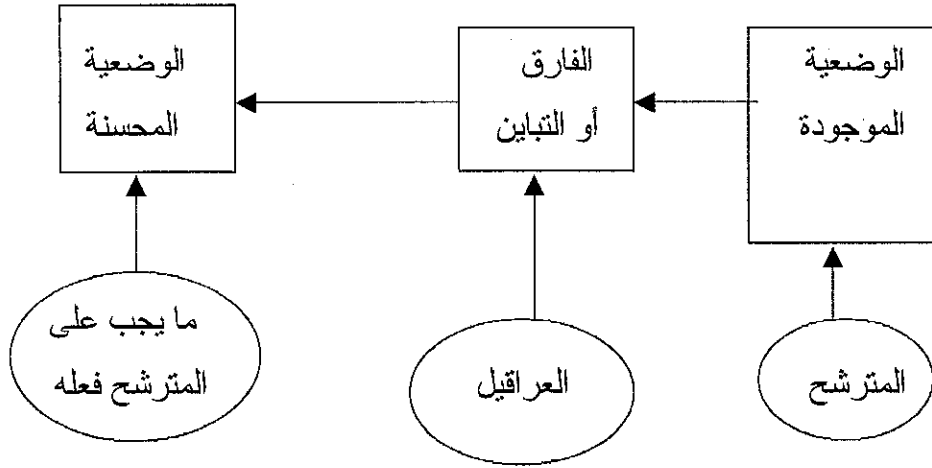 الوضعية
الموجودة
الفارق
أو التباين
الوضعية
المحسنة
المترشح
العراقيل
ما يجب على
المترشح فعله